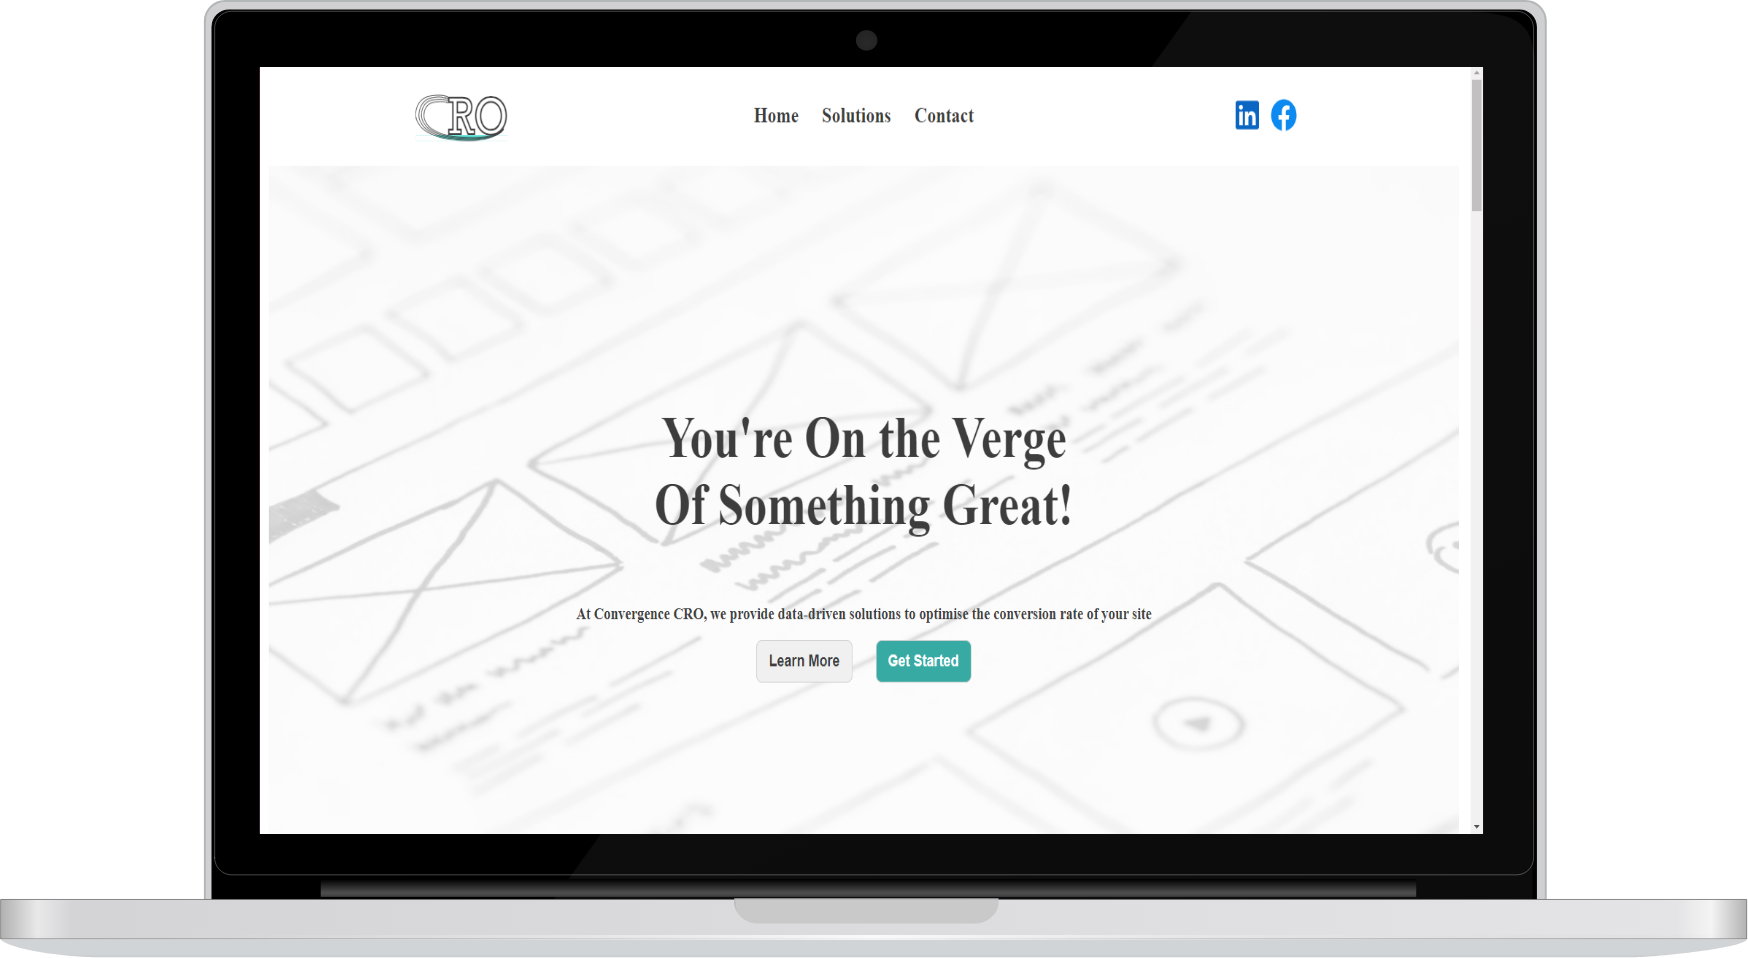 CRO
Home Solutions Contact
in f
You're On the Verge
Of Something Great!
At Convergence CRO, we provide data-driven solutions to optimise the conversion rate of your site
Learn More Get Started